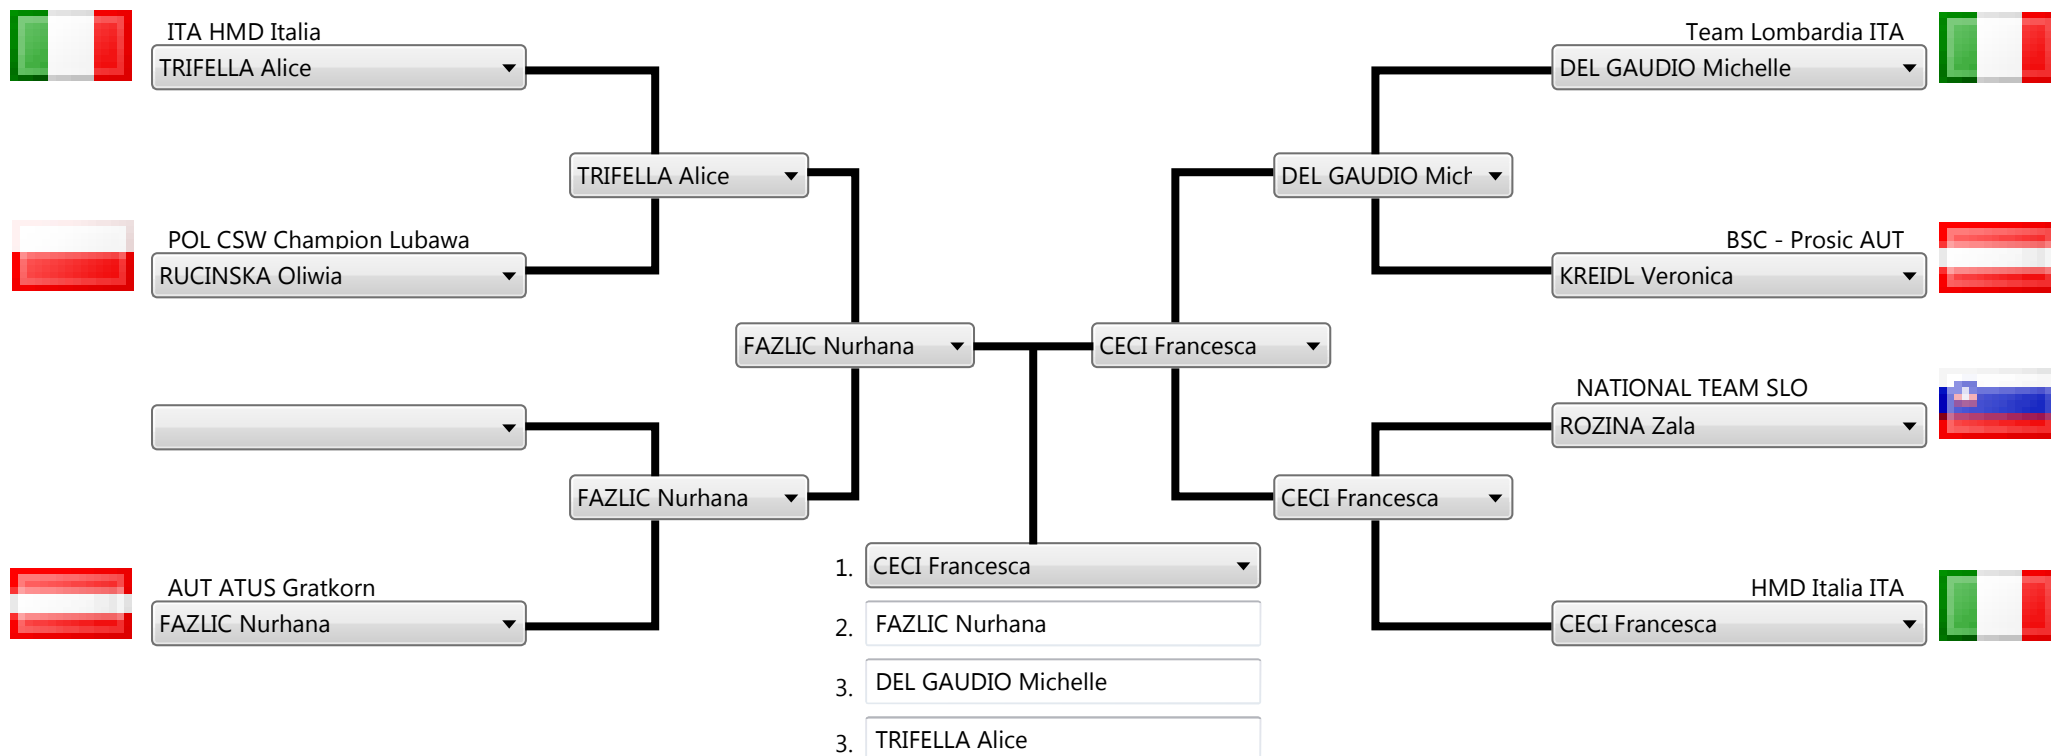 ITA HMD Italia
TRIFELLA Alice
Team Lombardia ITA
DEL GAUDIO Michelle
TRIFELLA Alice
DEL GAUDIO Mich
POL CSW Champion Lubawa
RUCINSKA Oliwia
BSC - Prosic AUT
KREIDL Veronica
FAZLIC Nurhana
CECI Francesca
NATIONAL TEAM SLO
ROZINA Zala
FAZLIC Nurhana
CECI Francesca
AUT ATUS Gratkorn
FAZLIC Nurhana
HMD Italia ITA
CECI Francesca
1. CECI Francesca
2. FAZLIC Nurhana
3. DEL GAUDIO Michelle
3. TRIFELLA Alice